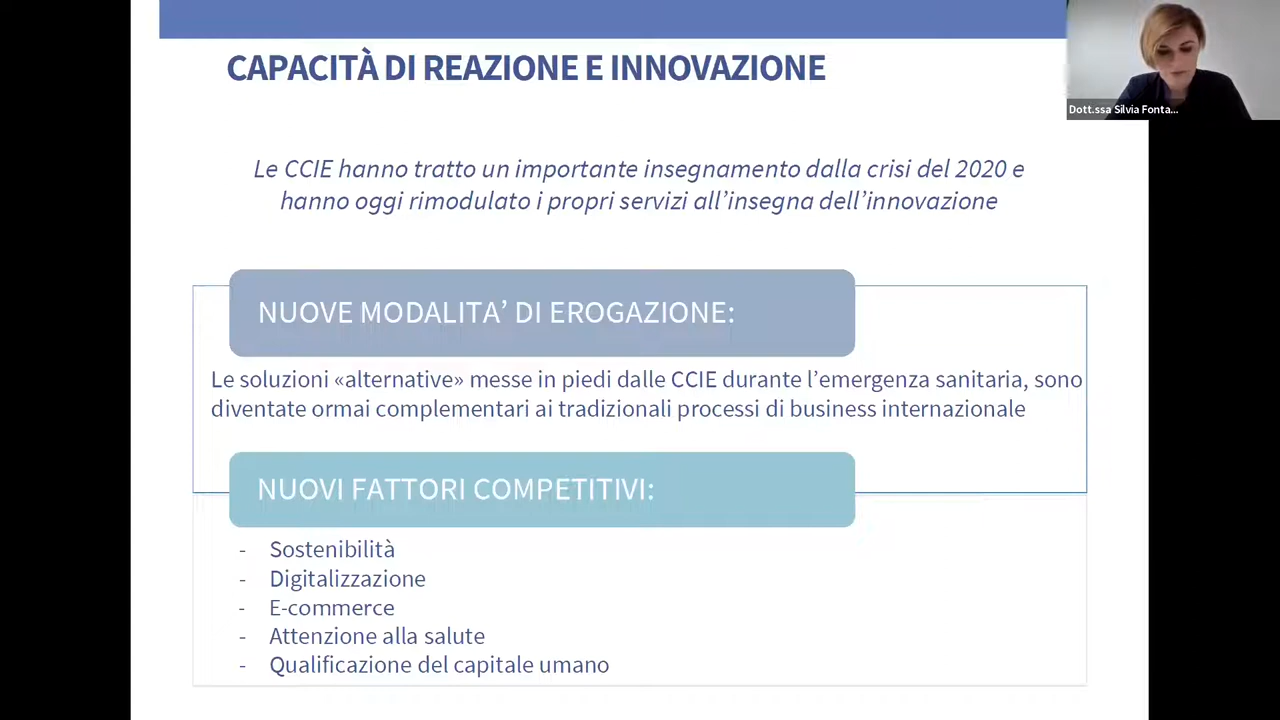 CAPACITÀ DI REAZIONE E INNOVAZIONE
Dott.ssa Silvia Fonta...
Le CCIE hanno tratto un importante insegnamento dalla crisi del 2020 e
hanno oggi rimodulato i propri servizi all’insegna dell’innovazione
NUOVE MODALITA’ DI EROGAZIONE:
Le soluzioni «alternative» messe in piedi dalle CCIE durante l’emergenza sanitaria, sono
diventate ormai complementari ai tradizionali processi di business internazionale
NUOVI FATTORI COMPETITIVI:
- Sostenibilità
- Digitalizzazione
- E-commerce
- Attenzione alla salute
- Qualificazione del capitale umano